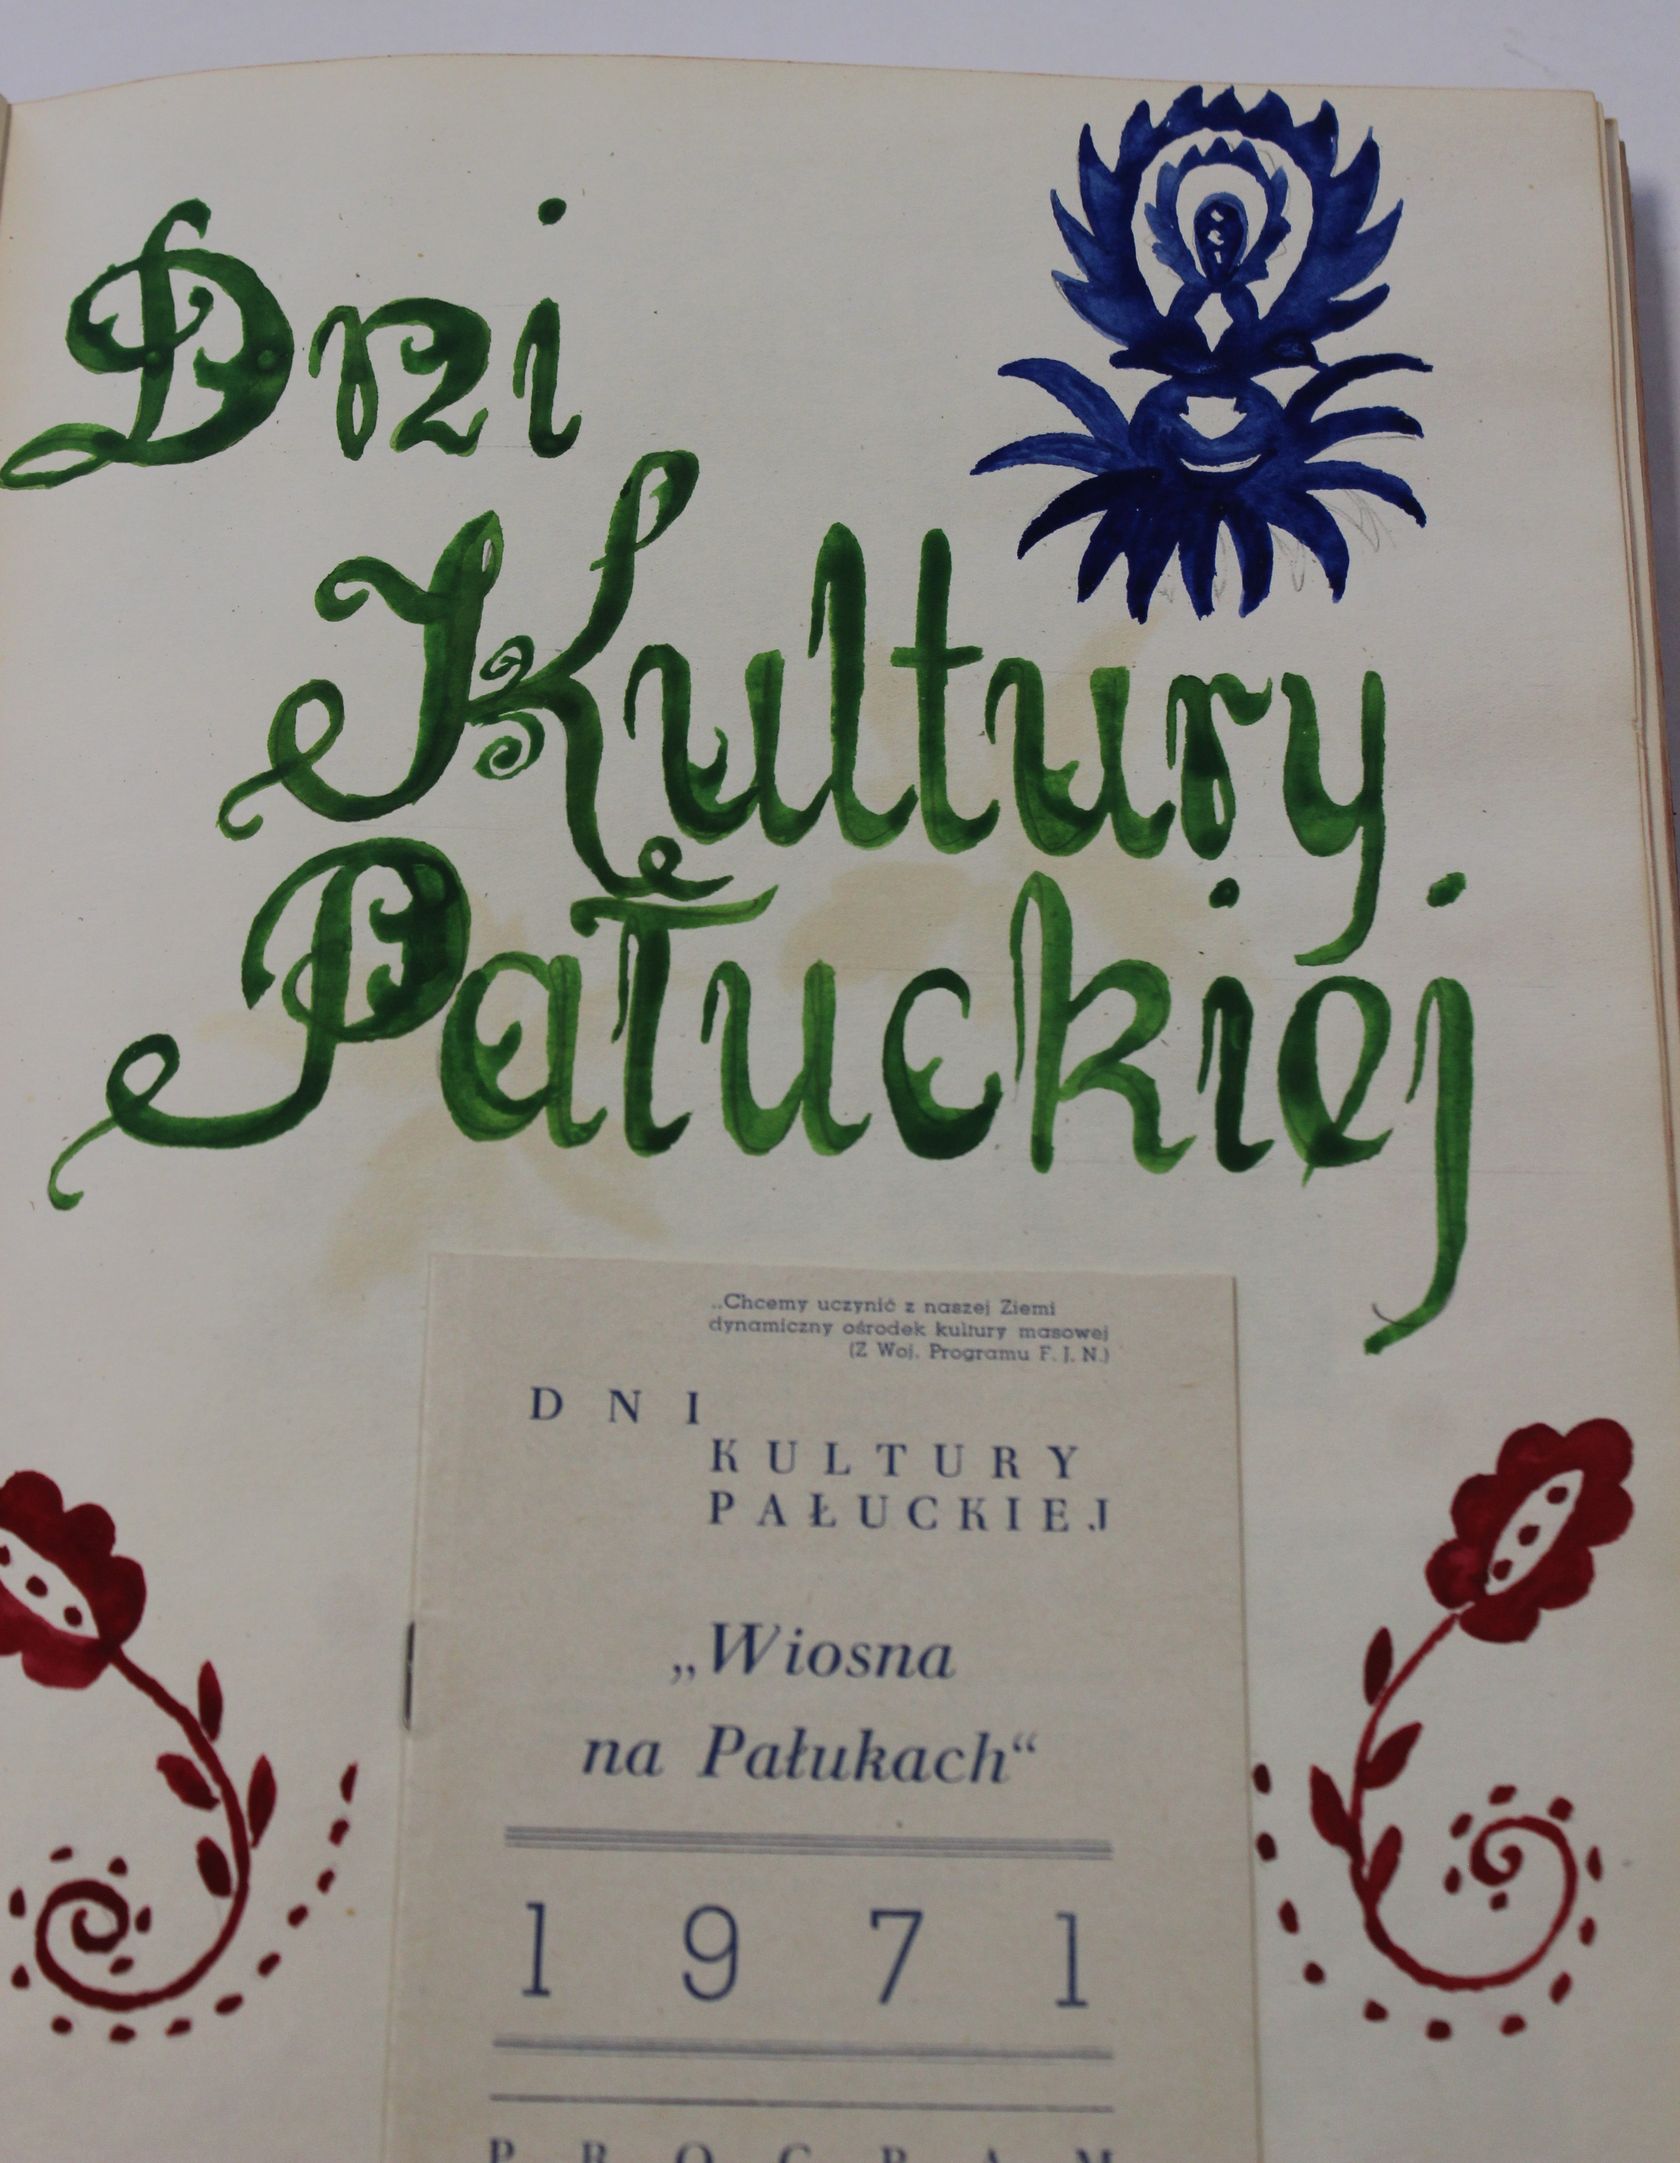 Dni
Kultury
Pałuckiej
„Chcemy uczynić z naszej Ziemi
dynamiczny ośrodek kultury masowej
(Z Woj. Programu F. J. N.)
DNI
KULTURY
PAŁUCKIEJ
„Wiosna
na Pałukach“
1971
PROGRAM